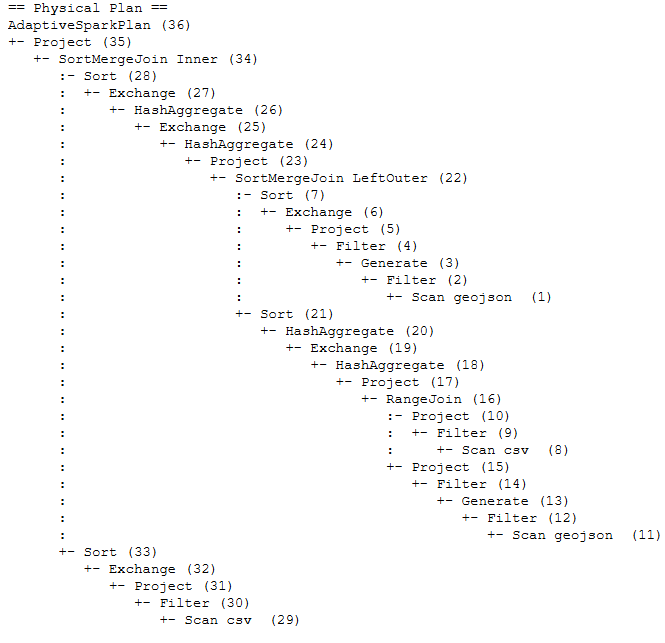 == Physical Plan ==
AdaptiveSparkPlan (36)
+- Project (35)
   +- SortMergeJoin Inner (34)
      :- Sort (28)
      :  +- Exchange (27)
      :     +- HashAggregate (26)
      :        +- Exchange (25)
      :           +- HashAggregate (24)
      :              +- Project (23)
      :                 +- SortMergeJoin LeftOuter (22)
      :                    :- Sort (7)
      :                    :  +- Exchange (6)
      :                    :     +- Project (5)
      :                    :        +- Filter (4)
      :                    :           +- Generate (3)
      :                    :              +- Filter (2)
      :                    :                 +- Scan geojson  (1)
      :                    +- Sort (21)
      :                       +- HashAggregate (20)
      :                          +- Exchange (19)
      :                             +- HashAggregate (18)
      :                                +- Project (17)
      :                                   +- RangeJoin (16)
      :                                      :- Project (10)
      :                                      :  +- Filter (9)
      :                                      :     +- Scan csv  (8)
      :                                      +- Project (15)
      :                                         +- Filter (14)
      :                                            +- Generate (13)
      :                                               +- Filter (12)
      :                                                  +- Scan geojson  (11)
      +- Sort (33)
         +- Exchange (32)
            +- Project (31)
               +- Filter (30)
                  +- Scan csv  (29)